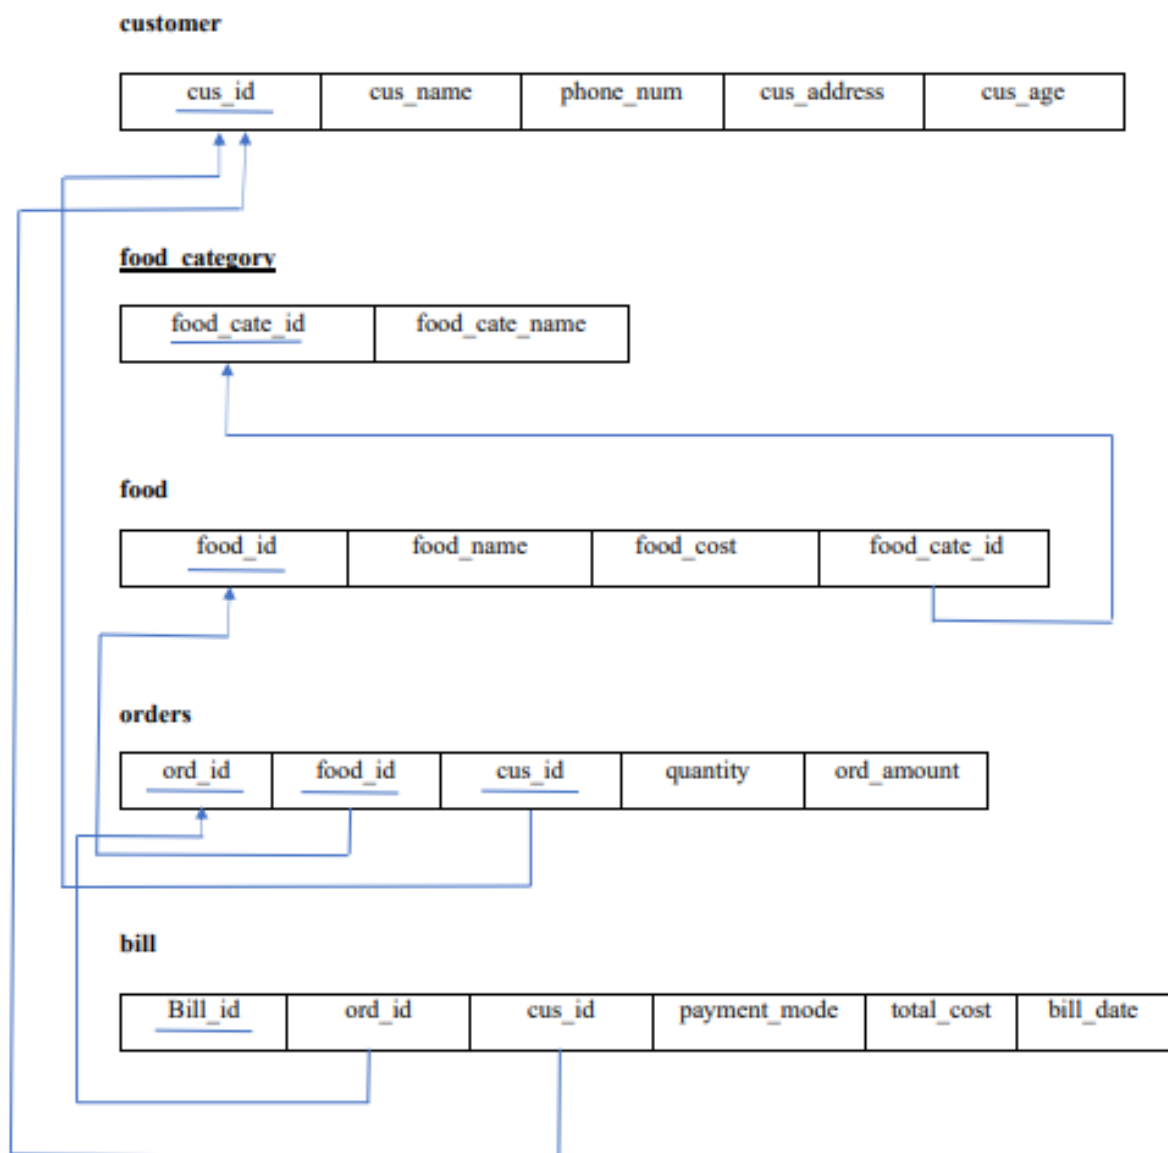 customer
cus_id cus_name phone_num cus_address cus_age
food_category
food_cate_id food_cate_name
food
food_id food_name food_cost food_cate_id
orders
ord_id food_id cus_id quantity ord_amount
bill
Bill_id ord_id cus_id payment_mode total_cost bill_date